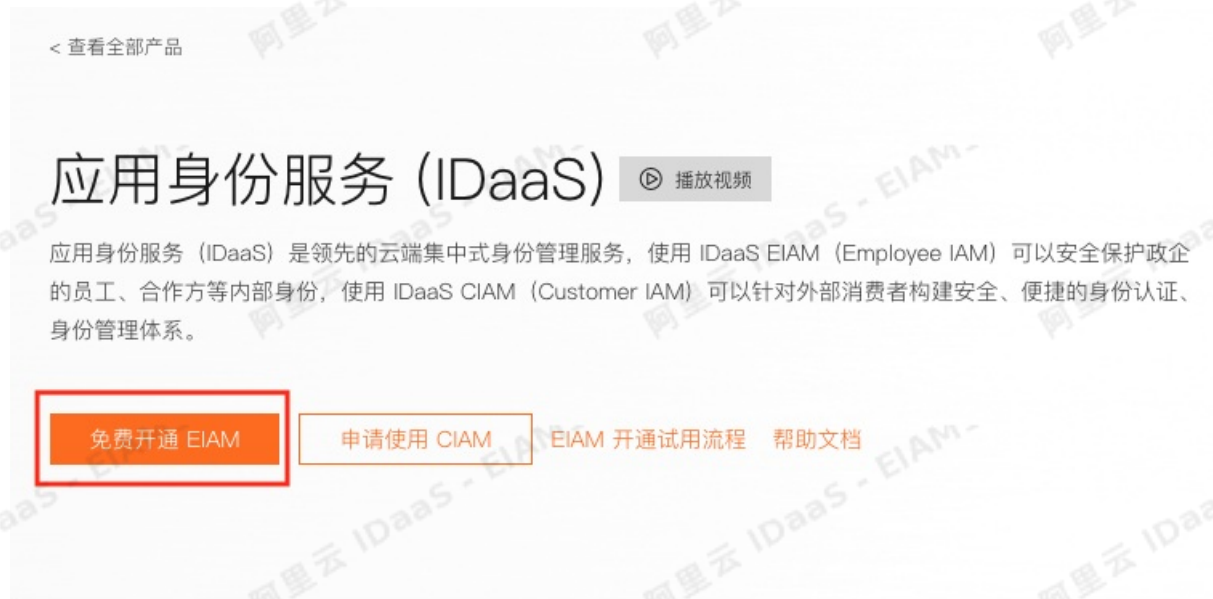 < 查看全部产品
应用身份服务 (IDaaS)
播放视频
应用身份服务（IDaaS）是领先的云端集中式身份管理服务，使用 IDaaS EIAM（Employee IAM）可以安全保护政企
的员工、合作方等内部身份，使用 IDaaS CIAM（Customer IAM）可以针对外部消费者构建安全、便捷的身份认证、
身份管理体系。
免费开通 EIAM
申请使用 CIAM
EIAM 开通试用流程
帮助文档
阿里云 IDaaS - EIAM-